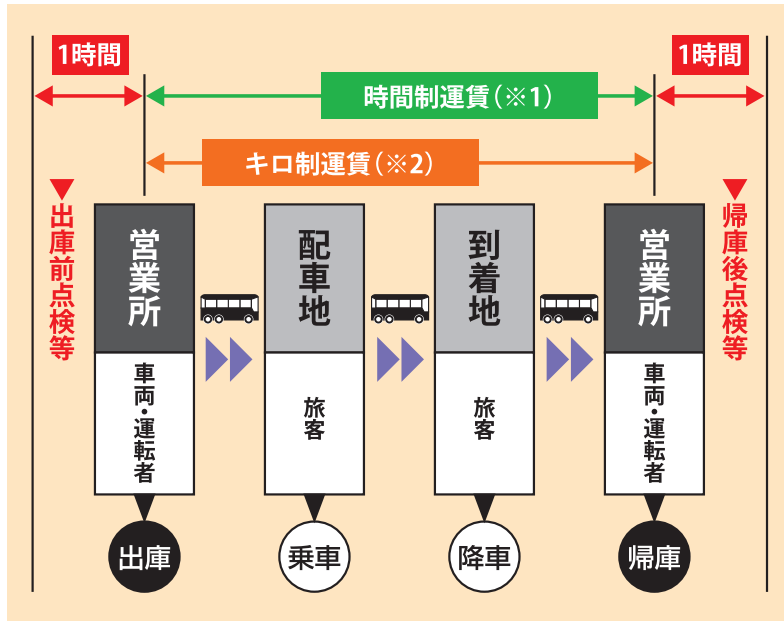 1時間
1時間
時間制運賃(※1)
キロ制運賃(※2)
出庫前点検等
営業所
配車地
到着地
営業所
帰庫後点検等
車両・運転者
旅客
旅客
車両・運転者
出庫
乗車
降車
帰庫